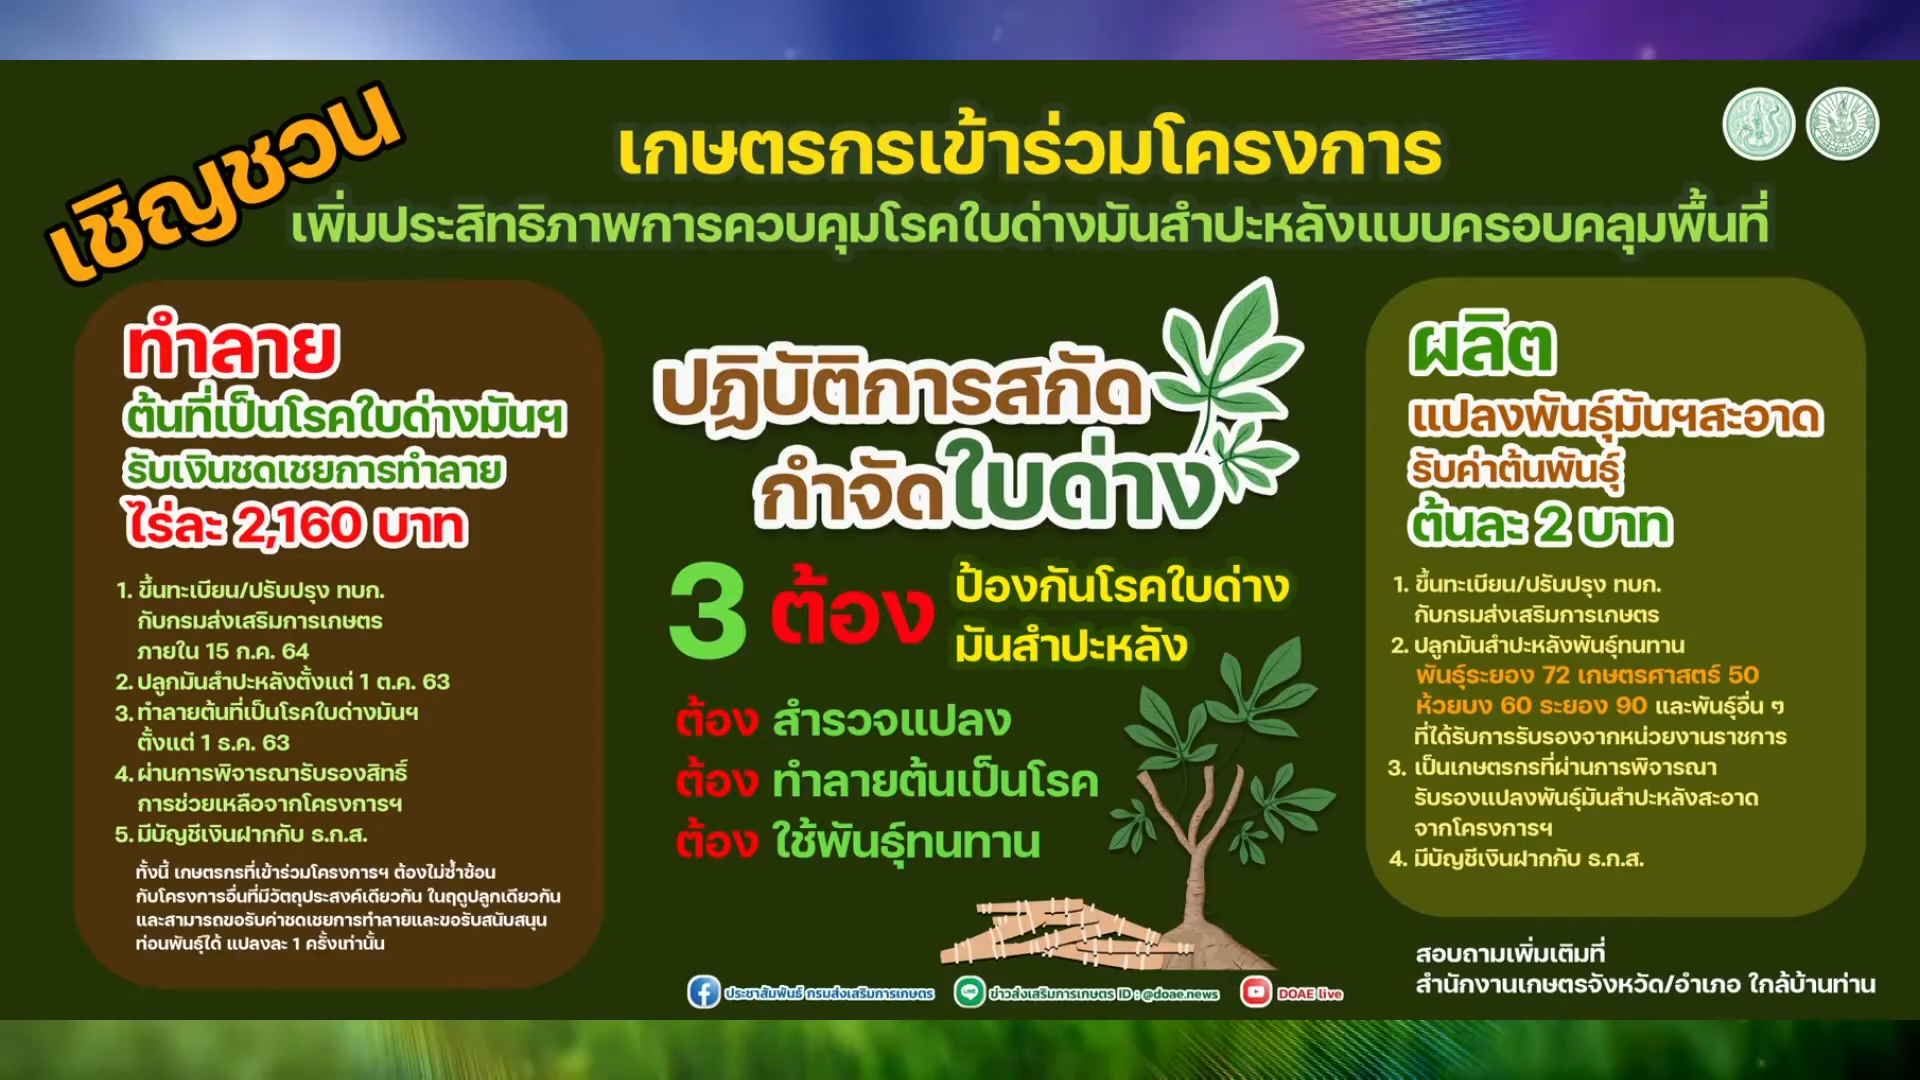 เชิญชวน
เกษตรกรเข้าร่วมโครงการ
เพิ่มประสิทธิภาพการควบคุมโรคใบด่างมันสำปะหลังแบบครอบคลุมพื้นที่
ทำลาย
ต้นที่เป็นโรคใบด่างมันฯ
รับเงินชดเชยการทำลาย
ไร่ละ 2,160 บาท
1. ขึ้นทะเบียน/ปรับปรุง ทบก.
กับกรมส่งเสริมการเกษตร
ภายใน 15 ก.ค. 64
2. ปลูกมันสำปะหลังตั้งแต่ 1 ต.ค. 63
3. ทำลายต้นที่เป็นโรคใบด่างมันฯ
ตั้งแต่ 1 ธ.ค. 63
4. ผ่านการพิจารณารับรองสิทธิ์
การช่วยเหลือจากโครงการฯ
5. มีบัญชีเงินฝากกับ ธ.ก.ส.
ทั้งนี้ เกษตรกรที่เข้าร่วมโครงการฯ ต้องไม่ซ้ำซ้อน
กับโครงการอื่นที่มีวัตถุประสงค์เดียวกัน ในฤดูปลูกเดียวกัน
และสามารถขอรับค่าชดเชยการทำลายและขอรับสนับสนุน
ท่อนพันธุ์ได้ แปลงละ 1 ครั้งเท่านั้น
ปฏิบัติการสกัด
กำจัดใบด่าง
3 ต้อง ป้องกันโรคใบด่าง
มันสำปะหลัง
ต้อง สำรวจแปลง
ต้อง ทำลายต้นเป็นโรค
ต้อง ใช้พันธุ์ทนทาน
ประชาสัมพันธ์ กรมส่งเสริมการเกษตร
ข่าวส่งเสริมการเกษตร ID : @doae.news
DOAE live
ผลิต
แปลงพันธุ์มันฯสะอาด
รับค่าต้นพันธุ์
ต้นละ 2 บาท
1. ขึ้นทะเบียน/ปรับปรุง ทบก.
กับกรมส่งเสริมการเกษตร
2. ปลูกมันสำปะหลังพันธุ์ทนทาน
พันธุ์ระยอง 72 เกษตรศาสตร์ 50
ห้วยบง 60 ระยอง 90 และพันธุ์อื่น ๆ
ที่ได้รับการรับรองจากหน่วยงานราชการ
3. เป็นเกษตรกรที่ผ่านการพิจารณา
รับรองแปลงพันธุ์มันสำปะหลังสะอาด
จากโครงการฯ
4. มีบัญชีเงินฝากกับ ธ.ก.ส.
สอบถามเพิ่มเติมที่
สำนักงานเกษตรจังหวัด/อำเภอ ใกล้บ้านท่าน